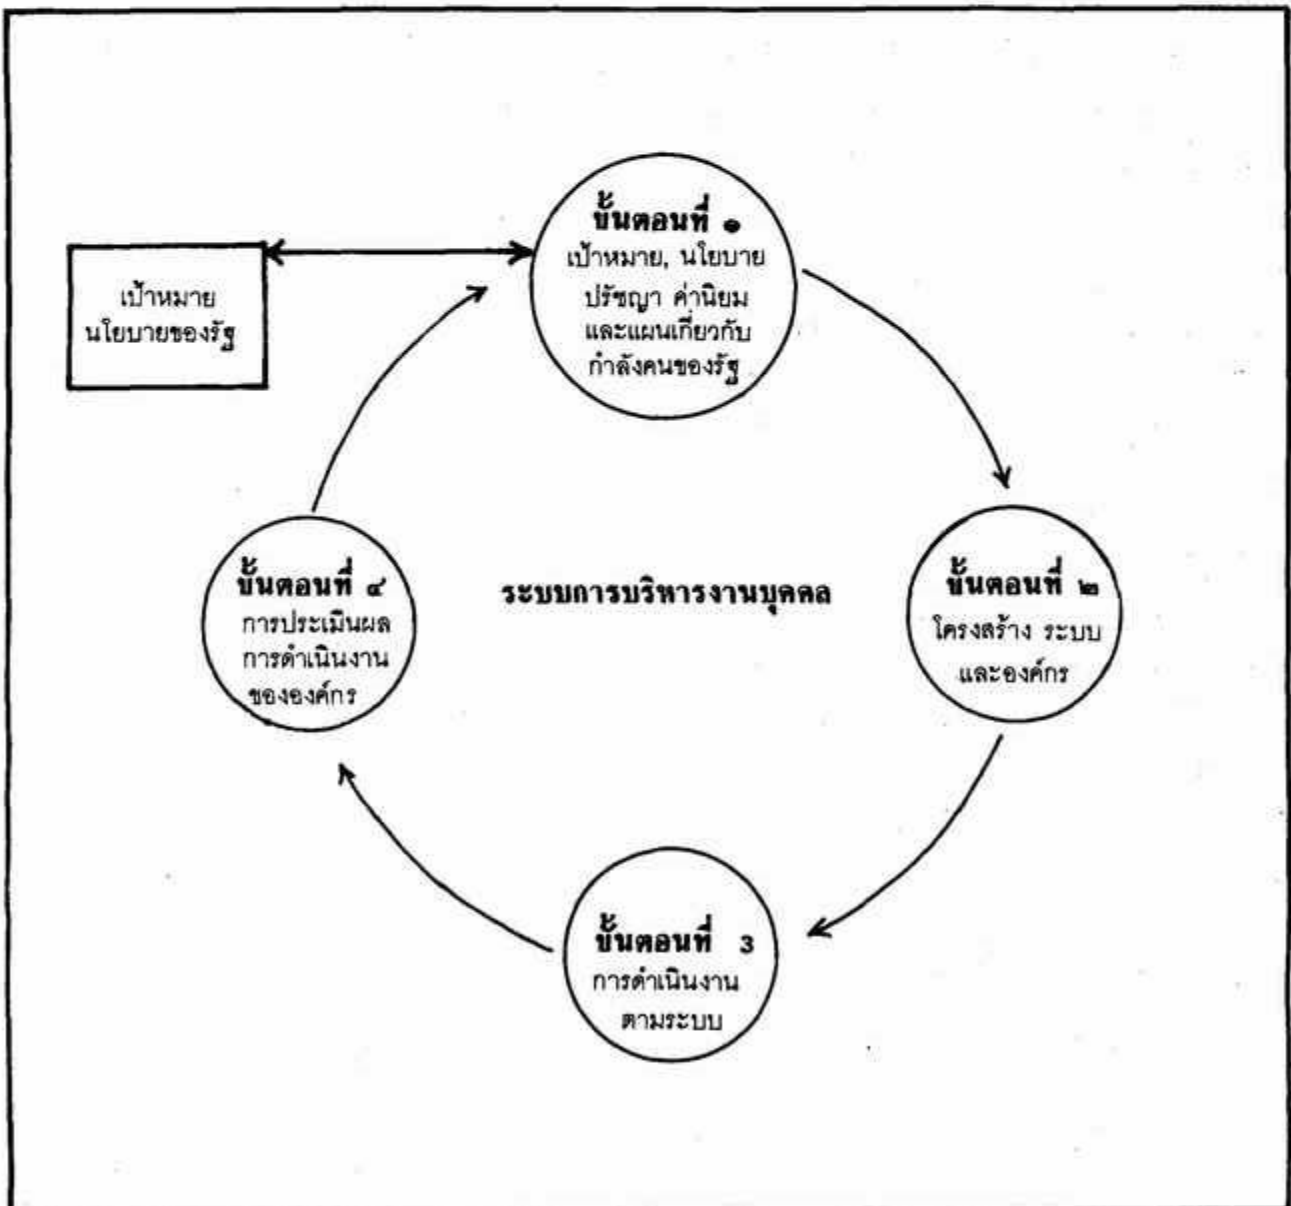 ขั้นตอนที่ ๑
เป้าหมาย, นโยบาย
ปรัชญา ค่านิยม
และแผนเกี่ยวกับ
กำลังคนของรัฐ
เป้าหมาย
นโยบายของรัฐ
ขั้นตอนที่ ๔
การประเมินผล
การดำเนินงาน
ขององค์กร
ระบบการบริหารงานบุคคล
ขั้นตอนที่ ๒
โครงสร้าง ระบบ
และองค์กร
ขั้นตอนที่ 3
การดำเนินงาน
ตามระบบ